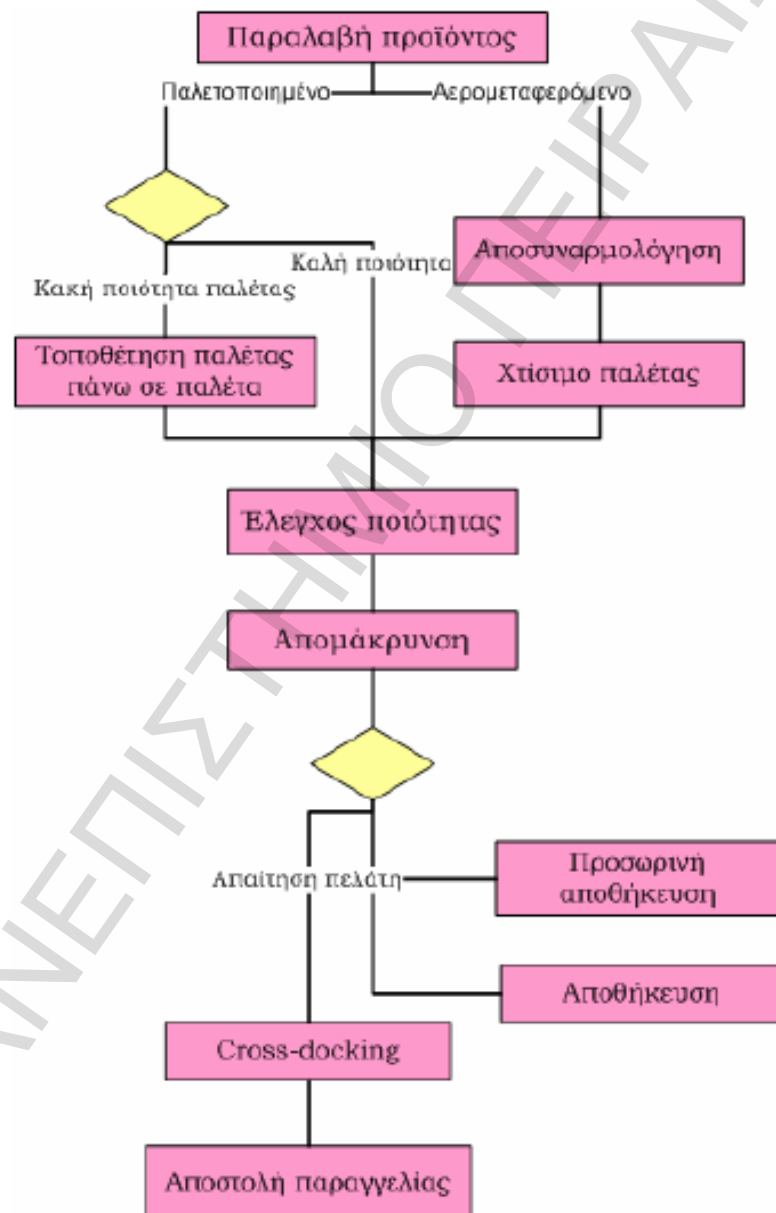 Παραλαβή προϊόντος
Παλετοποιημένο
Αερομεταφερόμενο
Καλή ποιότητα
Αποσυναρμολόγηση
Κακή ποιότητα παλέτας
Τοποθέτηση παλέτας
πάνω σε παλέτα
Χτίσιμο παλέτας
Έλεγχος ποιότητας
Απομάκρυνση
Απαίτηση πελάτη
Προσωρινή
αποθήκευση
Αποθήκευση
Cross-docking
Αποστολή παραγγελίας